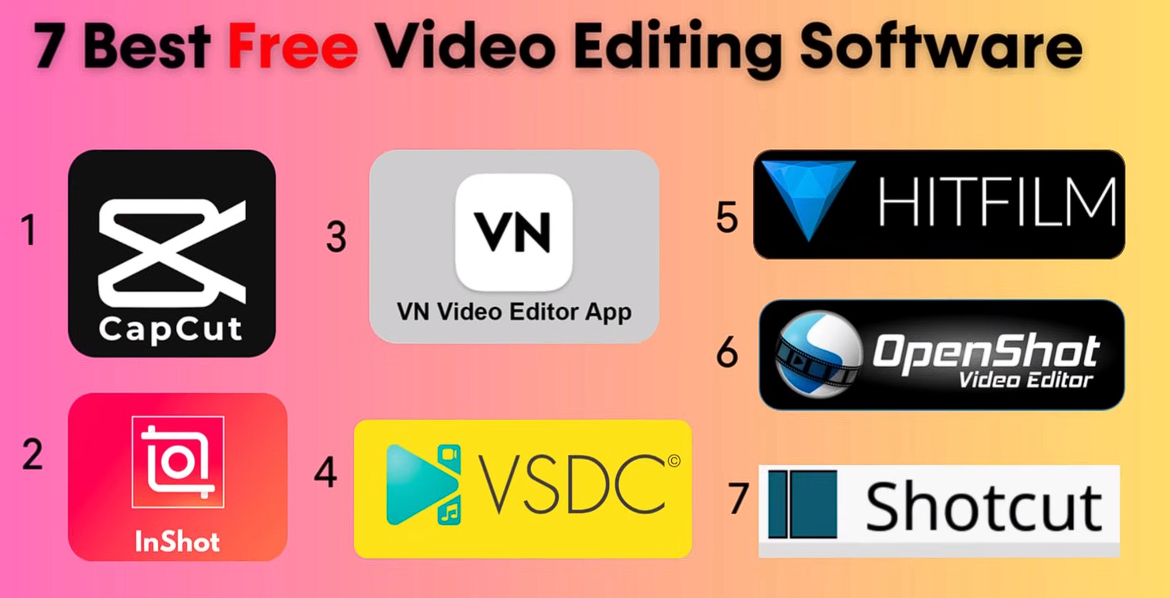 7 Best Free Video Editing Software
1
CapCut
2
InShot
3
VN
VN Video Editor App
4
VSDC©
5
HITFILM
6
OpenShot
Video Editor
7
Shotcut